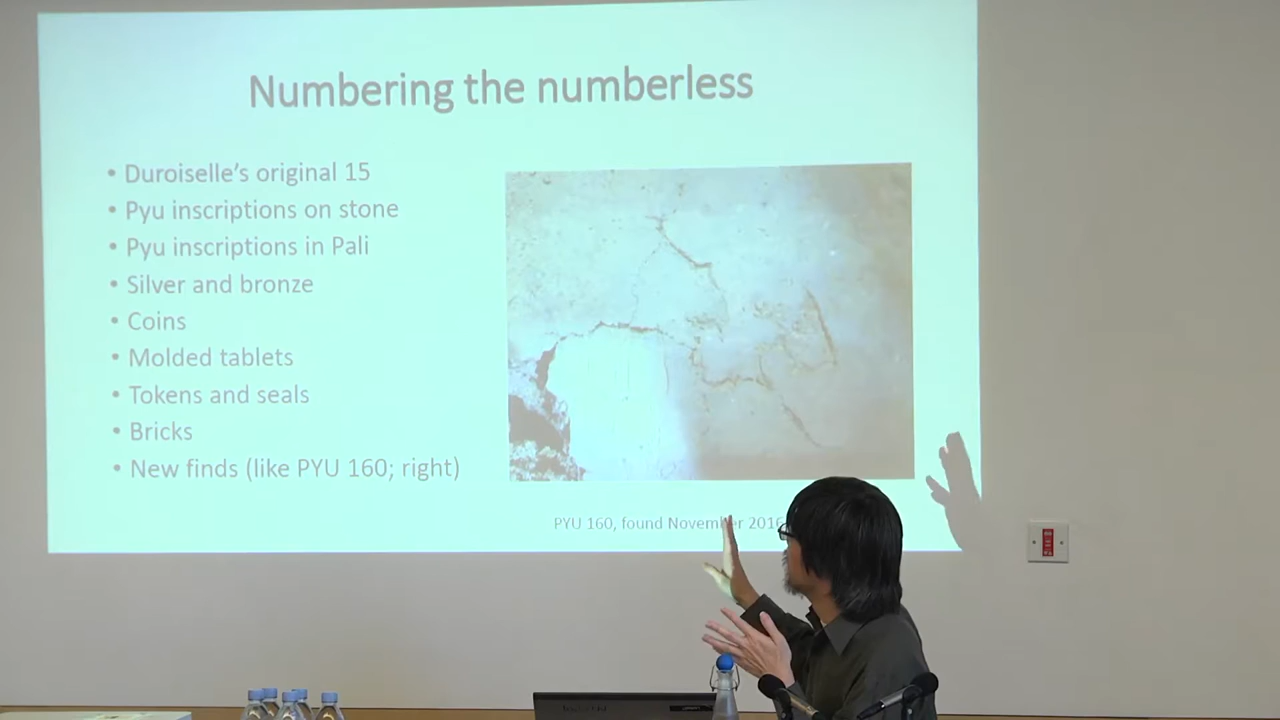 Numbering the numberless
• Duroiselle's original 15
• Pyu inscriptions on stone
• Pyu inscriptions in Pali
• Silver and bronze
• Coins
• Molded tablets
• Tokens and seals
• Bricks
• New finds (like PYU 160; right)
PYU 160, found November 2016